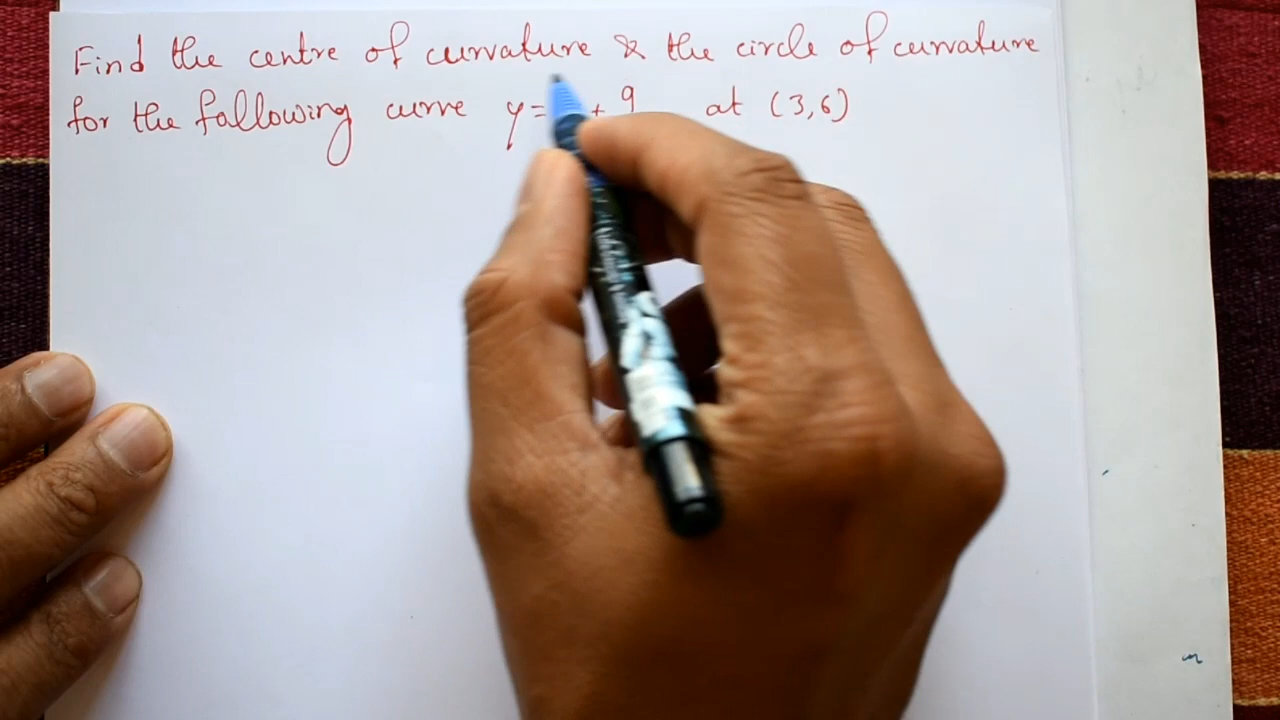 Find the centre of curvature & the circle of curvature
for the following curve y= + 9 at (3,6)